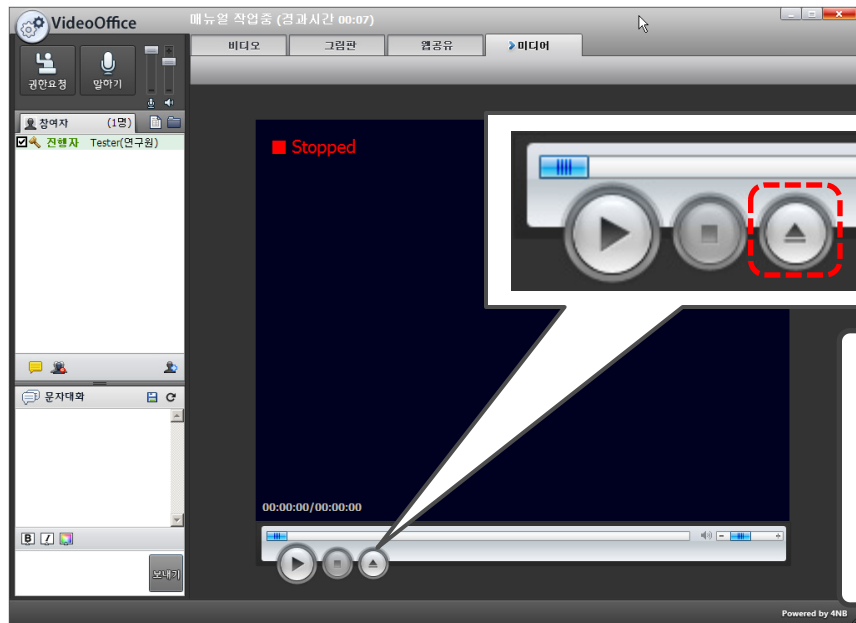 VideoOffice
메뉴얼 작업중 (경과시간 00:07)
비디오
그림판
웹공유
미디어
권한요청
말하기
참여자 (1명)
진행자 Tester(연구원)
Stopped
문자대화
00:00:00/00:00:00
B I
보내기
Powered by 4NB